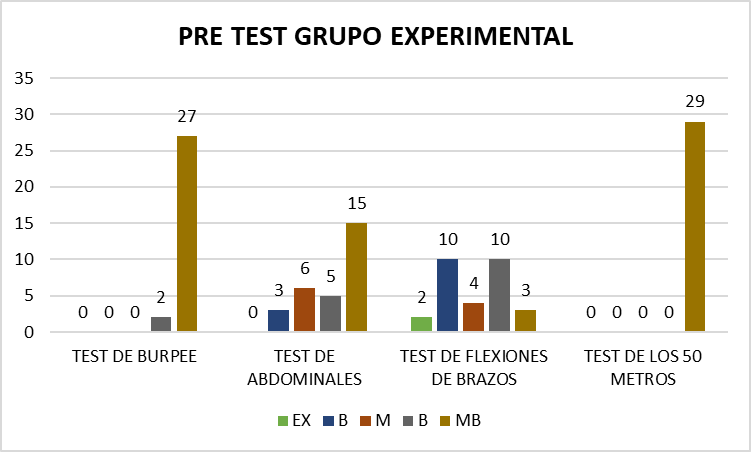 PRE TEST GRUPO EXPERIMENTAL
35
30
25
20
15
10
5
0
0 0 0 2 27
0 3 6 5 15
2 10 4 10 3
0 0 0 0 29
TEST DE BURPEE
TEST DE
ABDOMINALES
TEST DE FLEXIONES
DE BRAZOS
TEST DE LOS 50
METROS
EX B M B MB